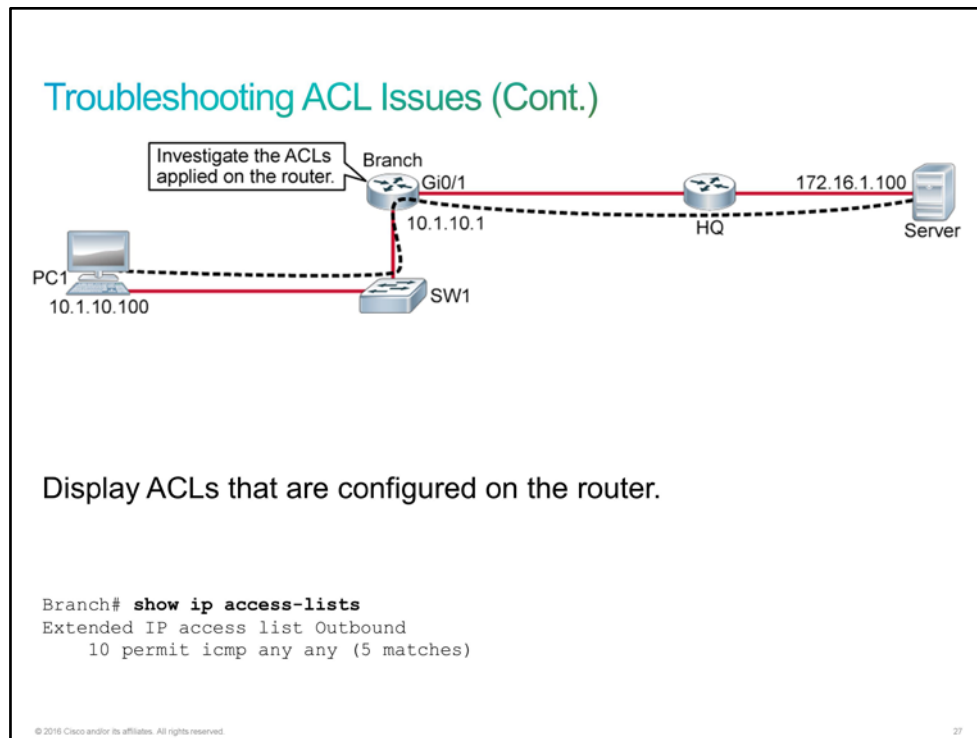 Troubleshooting ACL Issues (Cont.)
Investigate the ACLs
applied on the router.
Branch
Gi0/1
10.1.10.1
HQ
172.16.1.100
Server
PC1
10.1.10.100
SW1
Display ACLs that are configured on the router.
Branch# show ip access-lists
Extended IP access list Outbound
    10 permit icmp any any (5 matches)
© 2016 Cisco and/or its affiliates. All rights reserved.
27